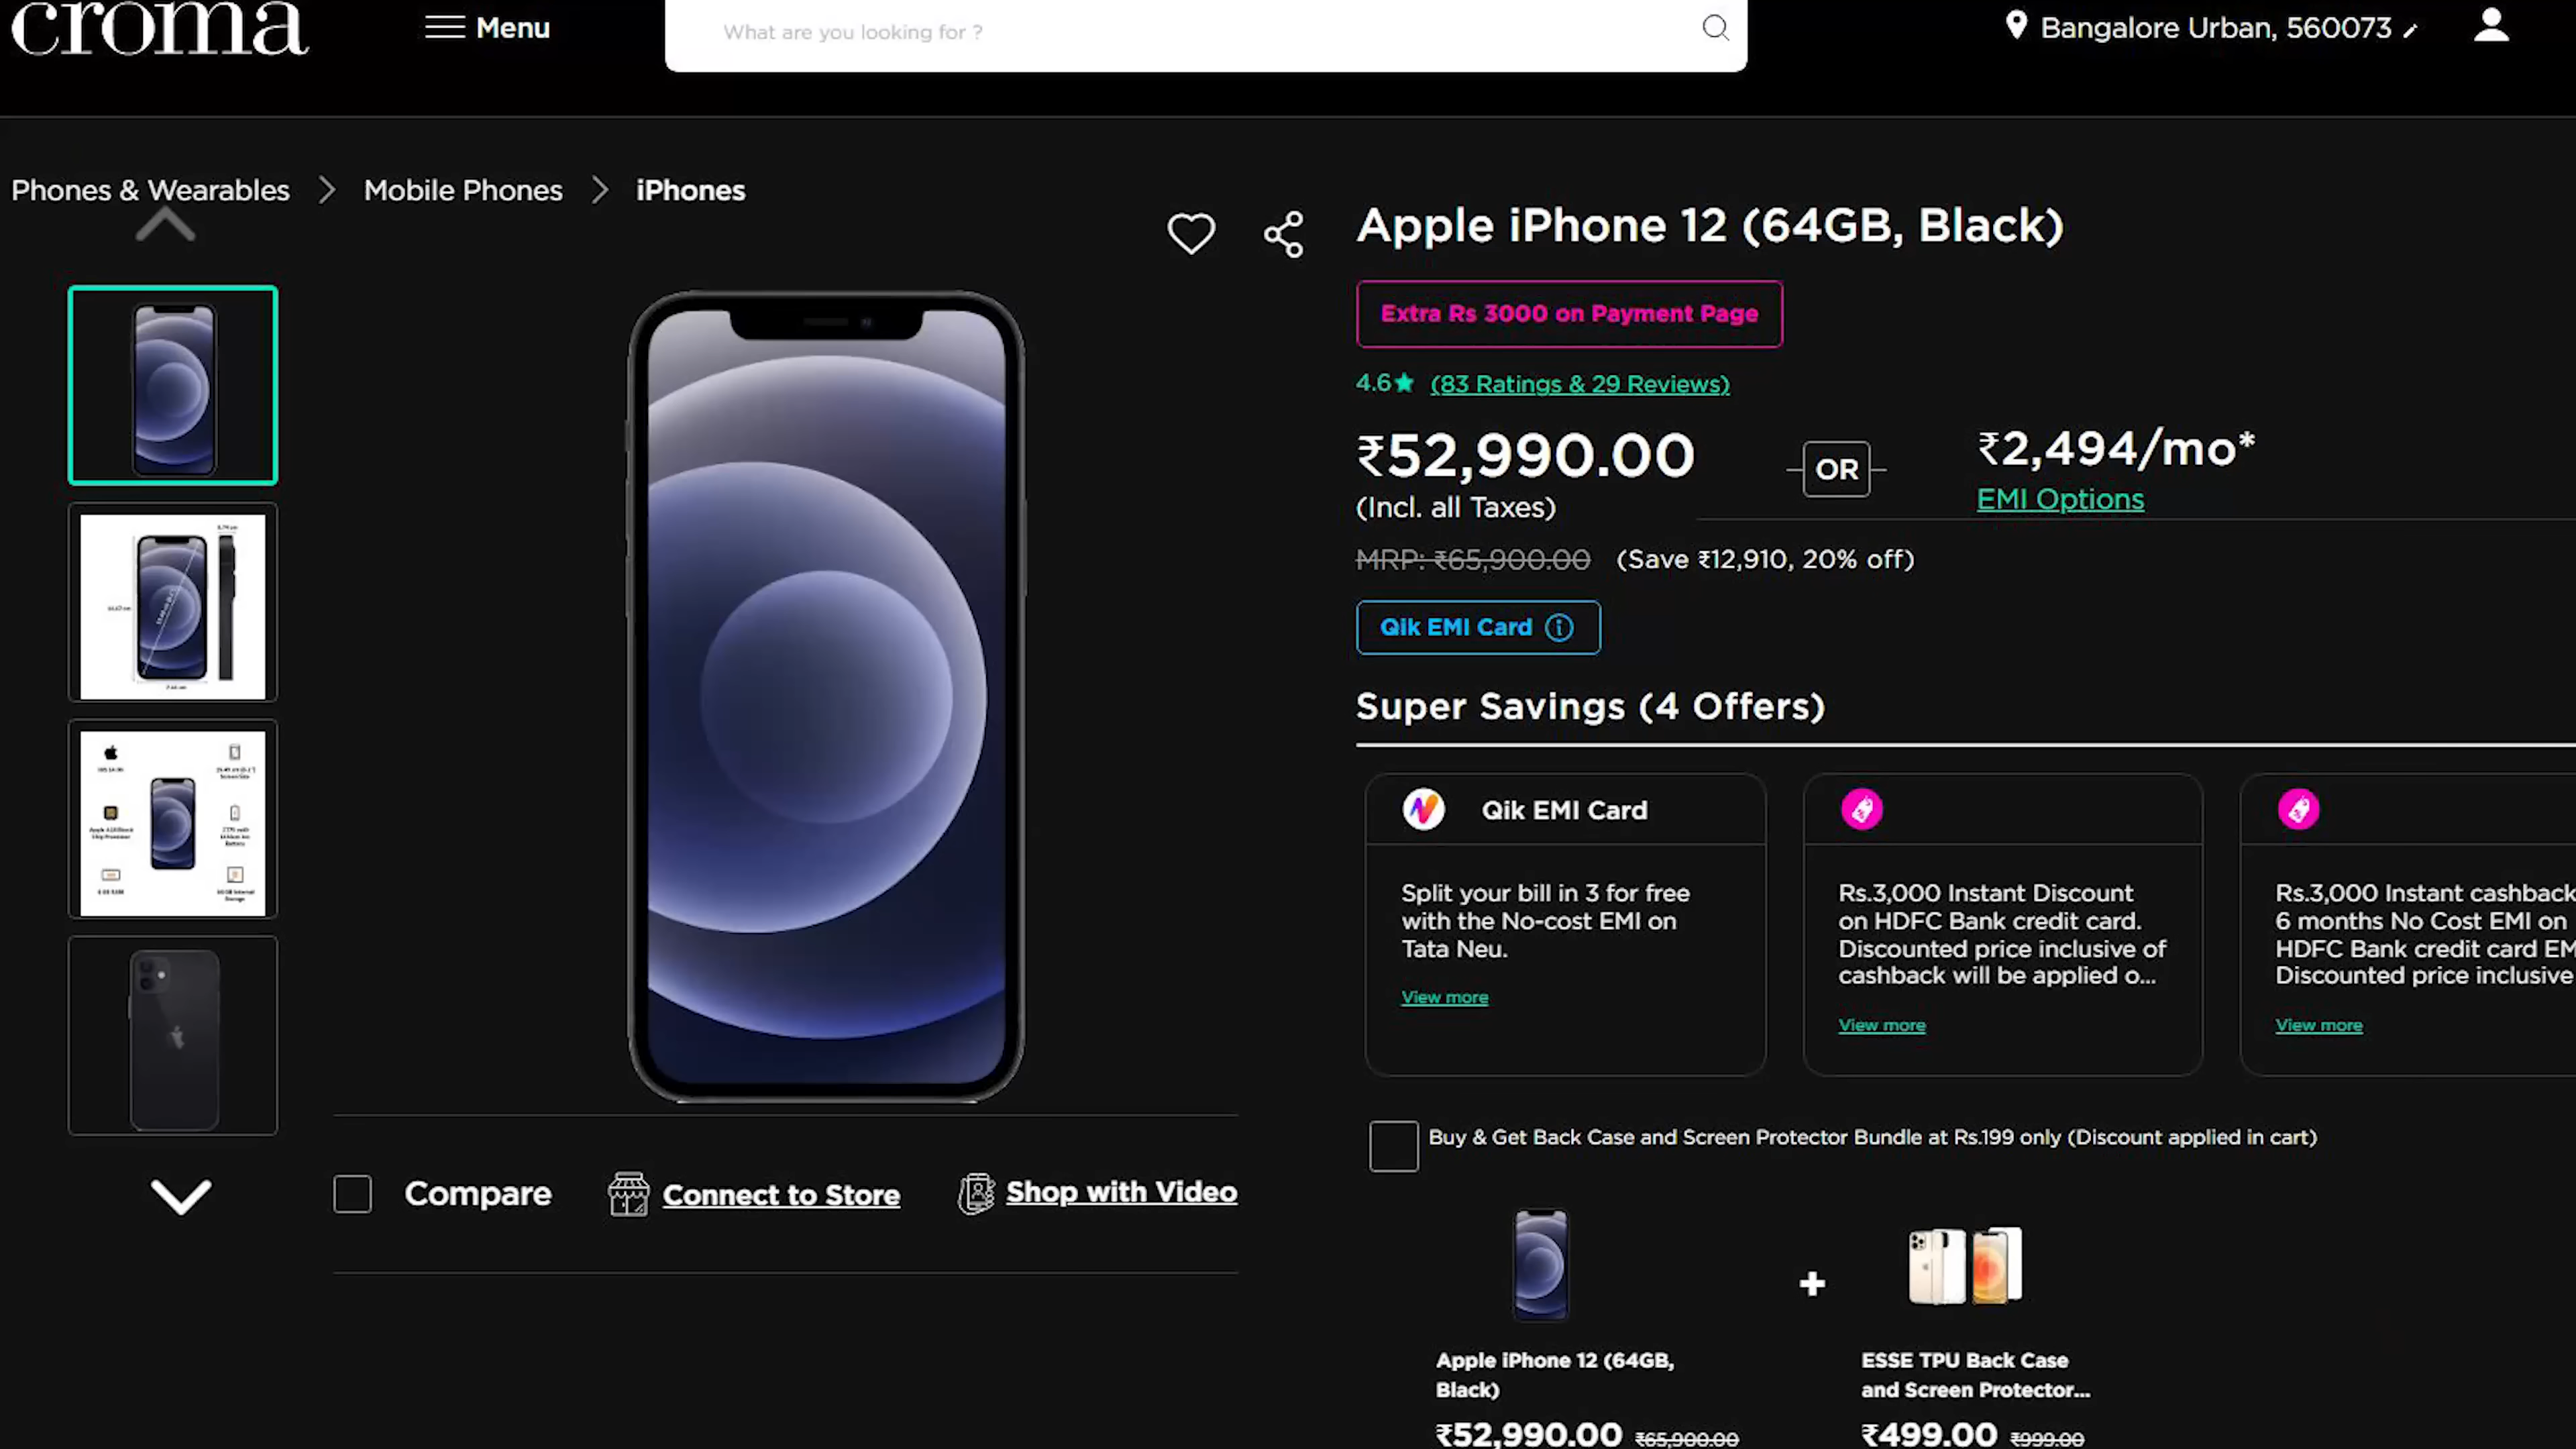 croma
Menu
What are you looking for ?
Bangalore Urban, 560073
Phones & Wearables
Mobile Phones
iPhones
Apple iPhone 12 (64GB, Black)
Extra Rs 3000 on Payment Page
4.6★ (83 Ratings & 29 Reviews)
₹52,990.00
OR
₹2,494/mo*
(Incl. all Taxes)
EMI Options
MRP: ₹65,900.00 (Save ₹12,910, 20% off)
Qik EMI Card
Super Savings (4 Offers)
Qik EMI Card
Split your bill in 3 for free
with the No-cost EMI on
Tata Neu.
View more
Rs.3,000 Instant Discount
on HDFC Bank credit card.
Discounted price inclusive of
cashback will be applied o...
View more
Rs.3,000 Instant cashback
6 months No Cost EMI on
HDFC Bank credit card EM
Discounted price inclusive
View more
Buy & Get Back Case and Screen Protector Bundle at Rs.199 only (Discount applied in cart)
Compare
Connect to Store
Shop with Video
Apple iPhone 12 (64GB,
Black)
₹52,990.00 ₹65,900.00
ESSE TPU Back Case
and Screen Protector...
₹499.00 ₹999.00